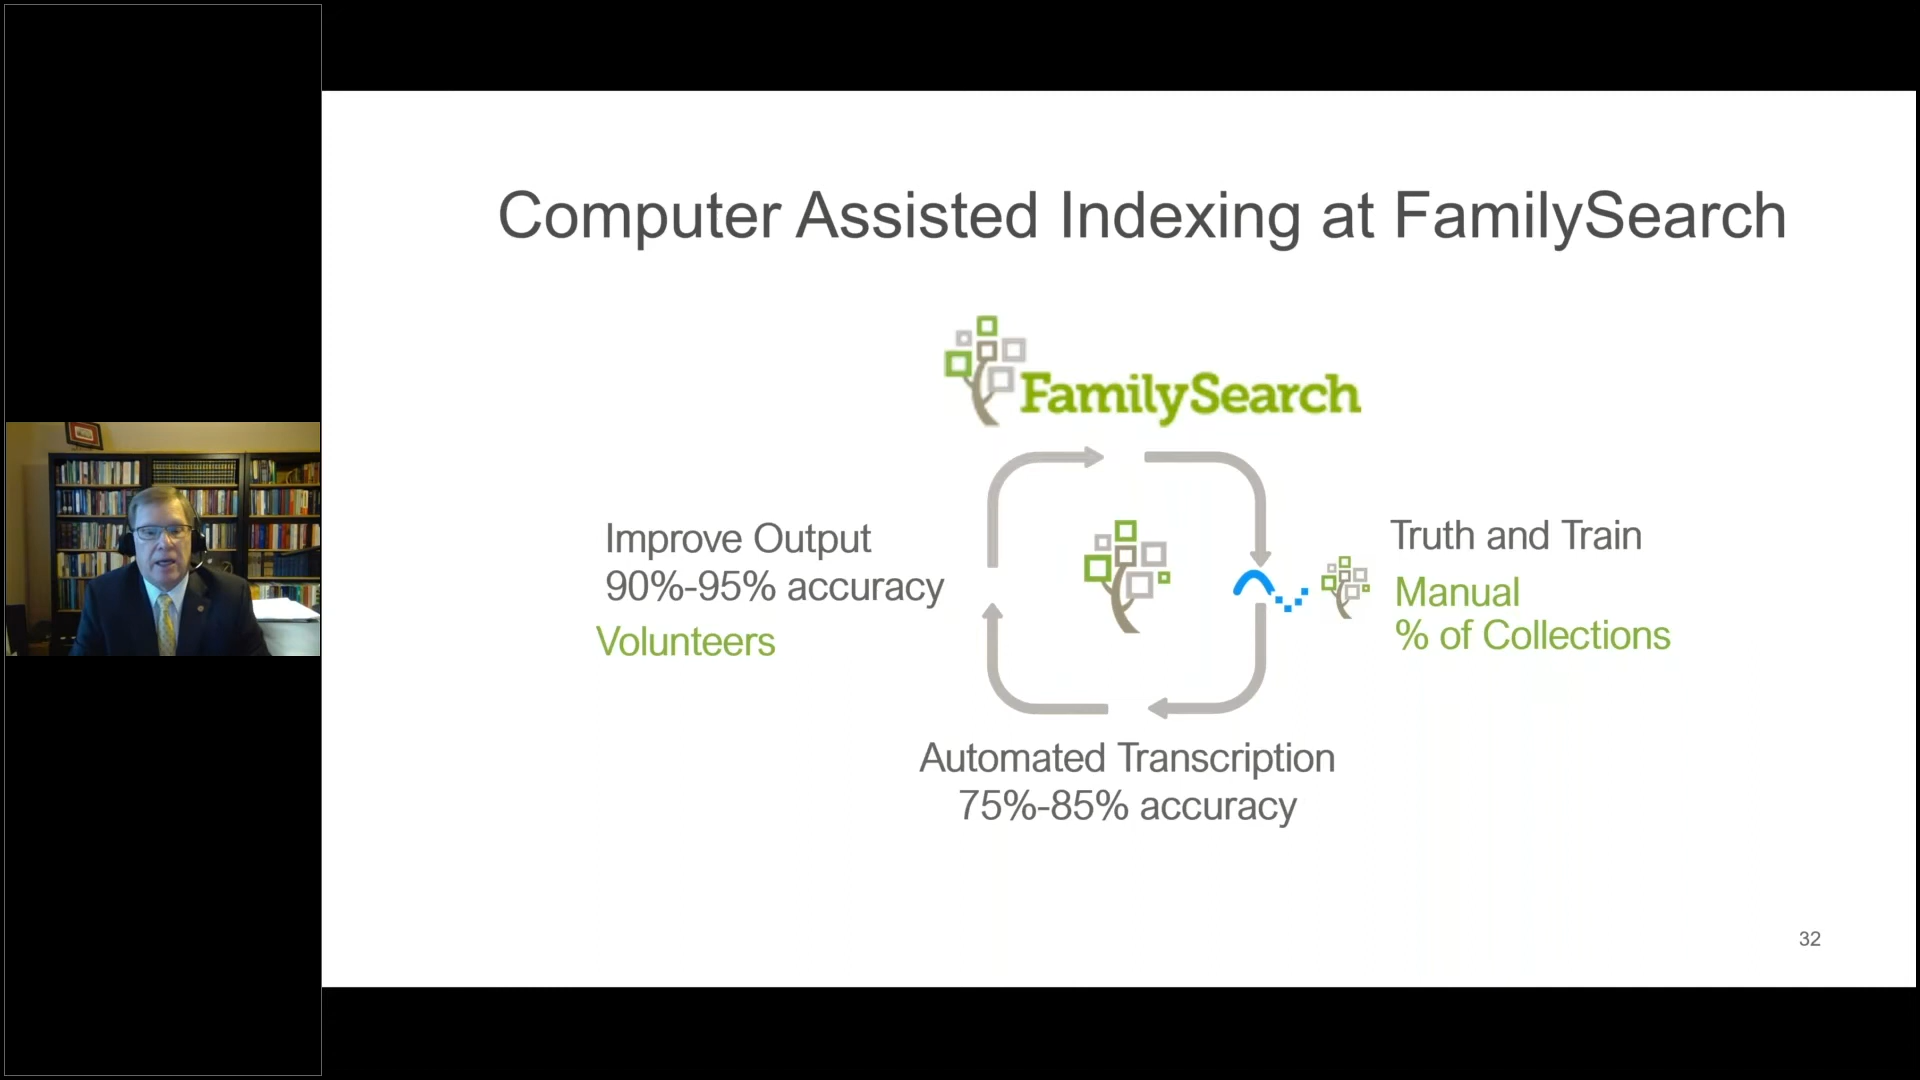 Computer Assisted Indexing at FamilySearch
FamilySearch
Improve Output
90%-95% accuracy
Volunteers
Truth and Train
Manual
% of Collections
Automated Transcription
75%-85% accuracy
32